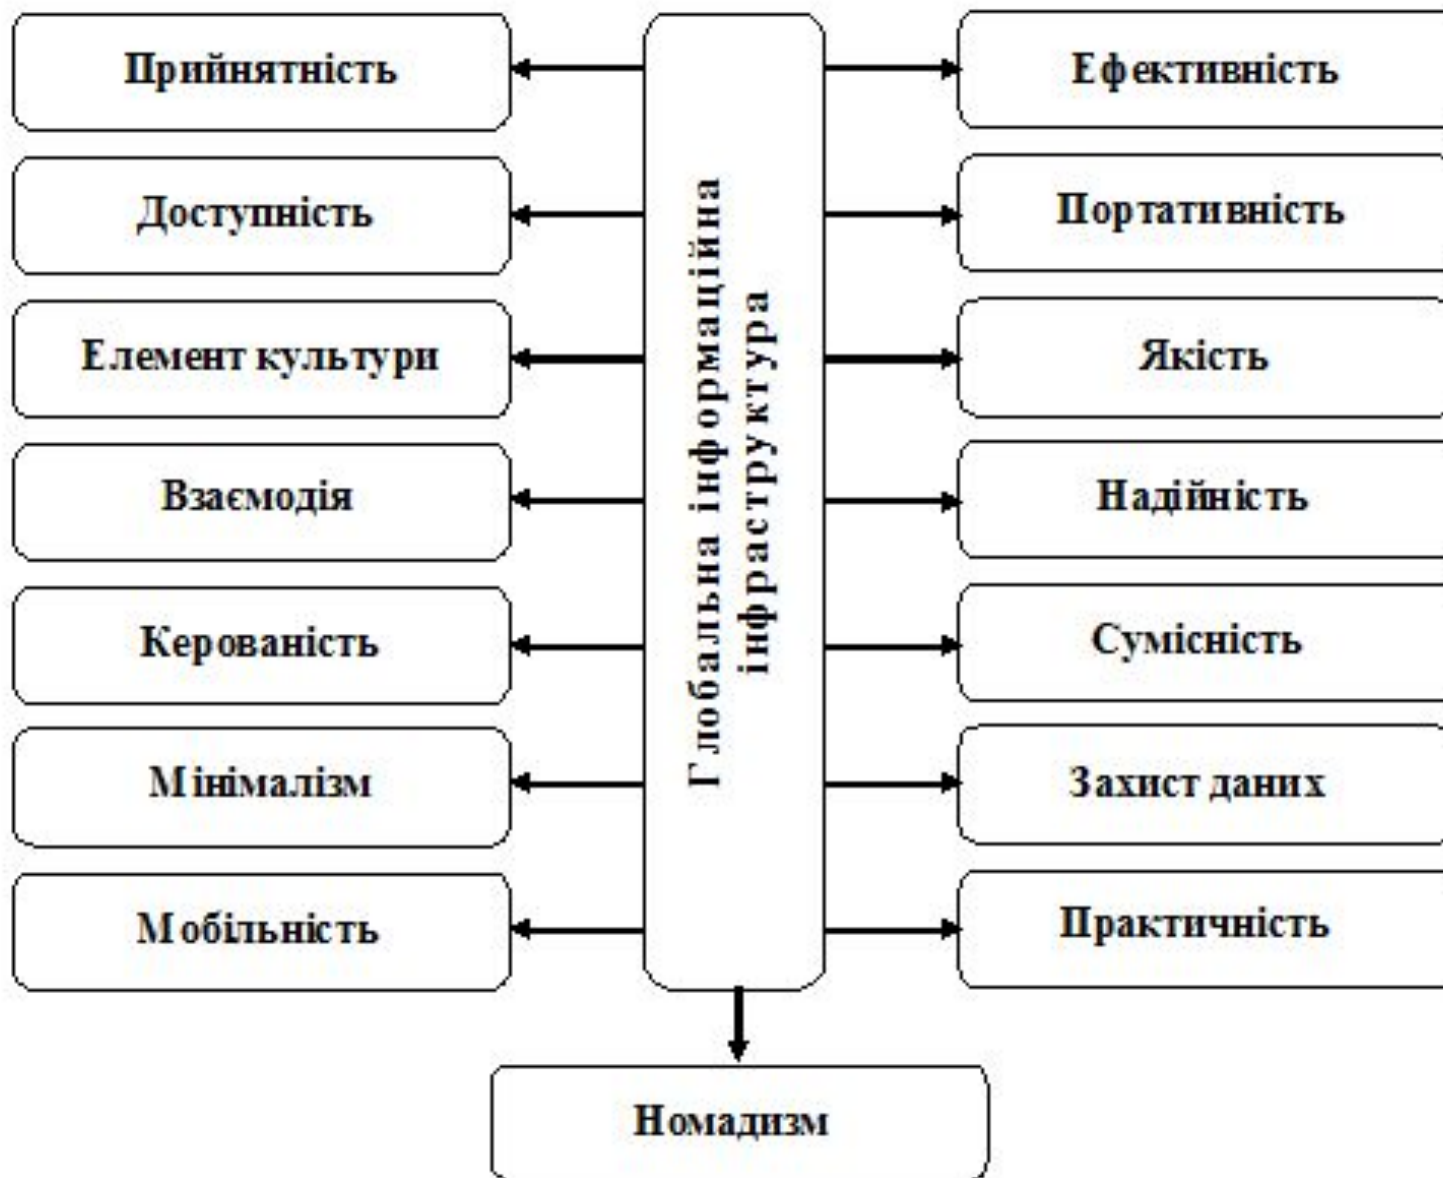 Прийнятність
Ефективність
Доступність
Портативність
Елемент культури
Якість
Взаємодія
Надійність
Керованість
Сумісність
Мінімалізм
Захист даних
Мобільність
Практичність
Глобальна інформаційна
інфраструктура
Номадизм